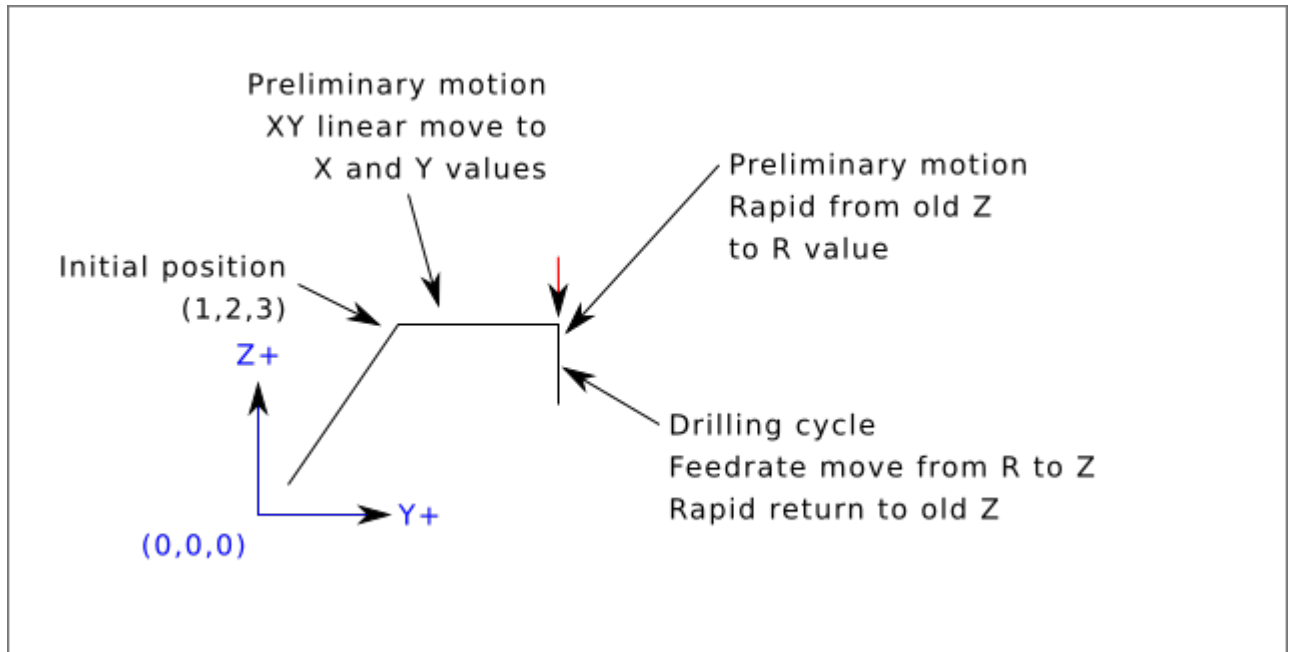 Preliminary motion
XY linear move to
X and Y values
Preliminary motion
Rapid from old Z
to R value
Initial position
(1,2,3)
Z+
Drilling cycle
Feedrate move from R to Z
Rapid return to old Z
Y+
(0,0,0)